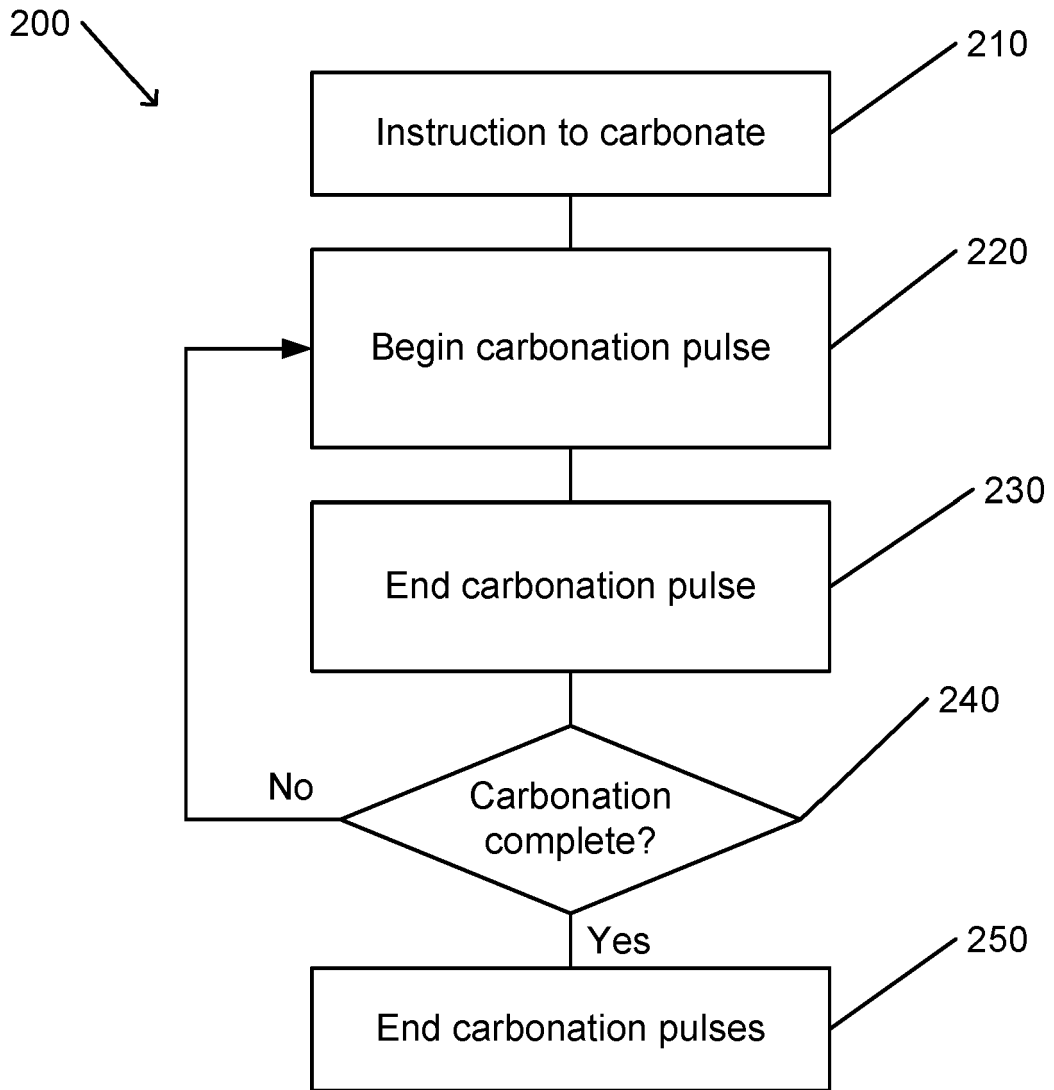 200
210
Instruction to carbonate
220
Begin carbonation pulse
230
End carbonation pulse
240
No
Carbonation
complete?
Yes
250
End carbonation pulses